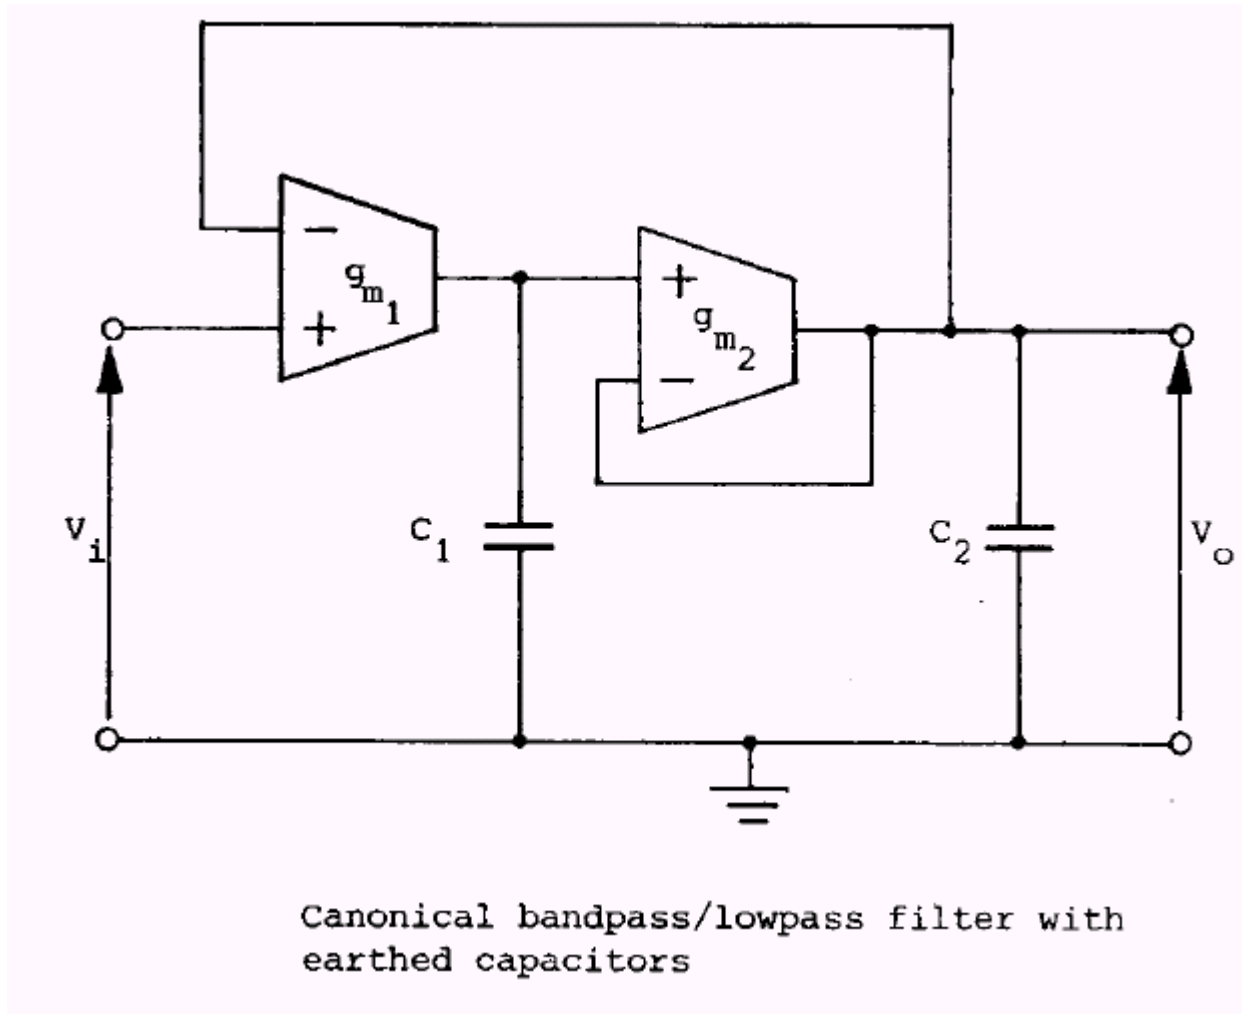 −
g m 1
+
+
g m 2
−
V i
C 1
C 2
V o
Canonical bandpass/lowpass filter with
earthed capacitors